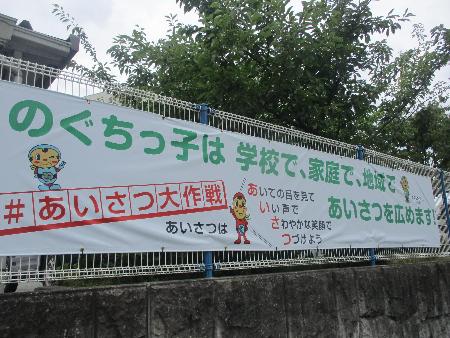 のぐちっ子は 学校で、家庭で、地域で
あいさつを広めます!
#あいさつ大作戦
あいさつは
あいての目を見て
いい声で
さわやかな笑顔で
つづけよう